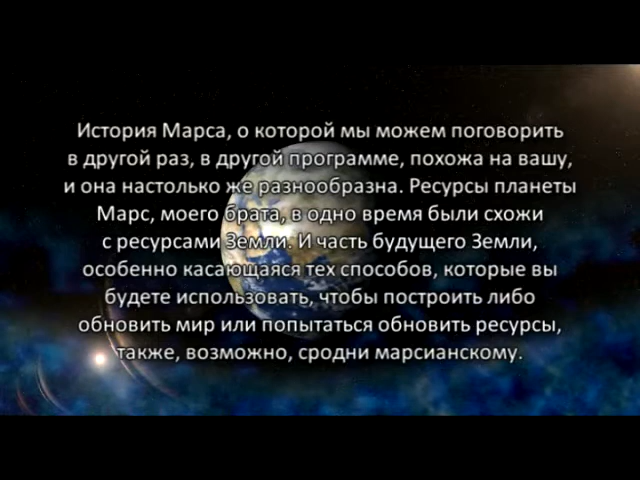 История Марса, о которой мы можем поговорить
в другой раз, в другой программе, похожа на вашу,
и она настолько же разнообразна. Ресурсы планеты
Марс, моего брата, в одно время были схожи
с ресурсами Земли. И часть будущего Земли,
особенно касающаяся тех способов, которые вы
будете использовать, чтобы построить либо
обновить мир или попытаться обновить ресурсы,
также, возможно, сродни марсианскому.